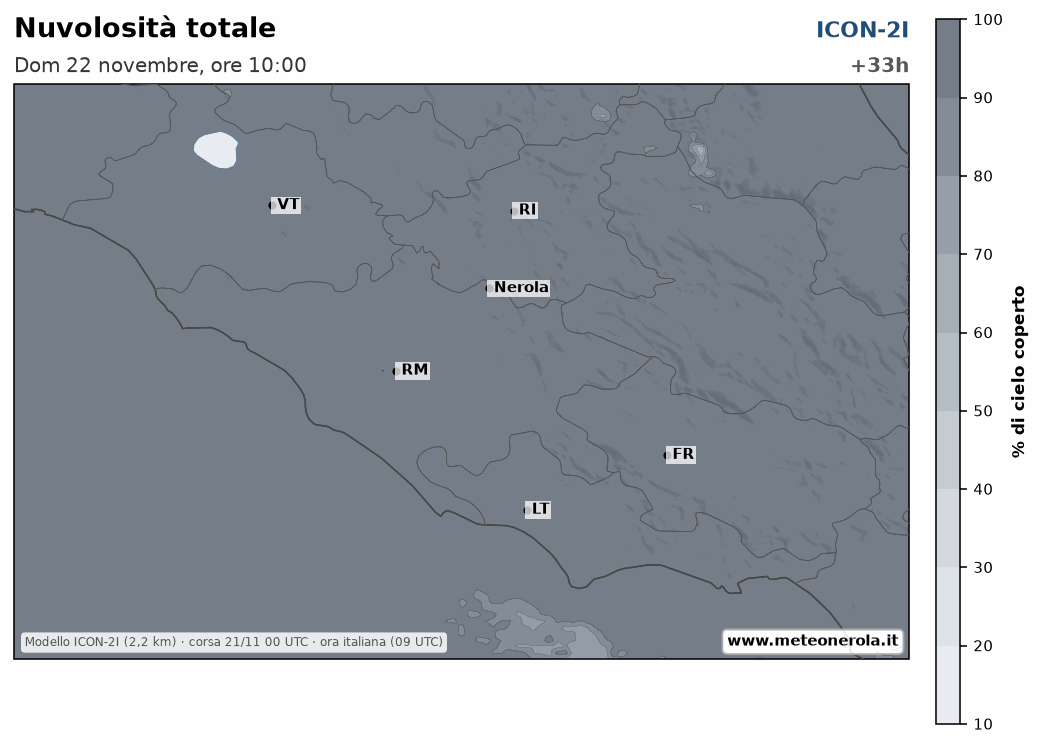 Nuvolosità totale
ICON-2I
Dom 22 novembre, ore 10:00
+33h
VT
RI
Nerola
RM
FR
LT
Modello ICON-2I (2,2 km) · corsa 21/11 00 UTC · ora italiana (09 UTC)
www.meteonerola.it
100
90
80
70
60
50
40
30
20
10
% di cielo coperto